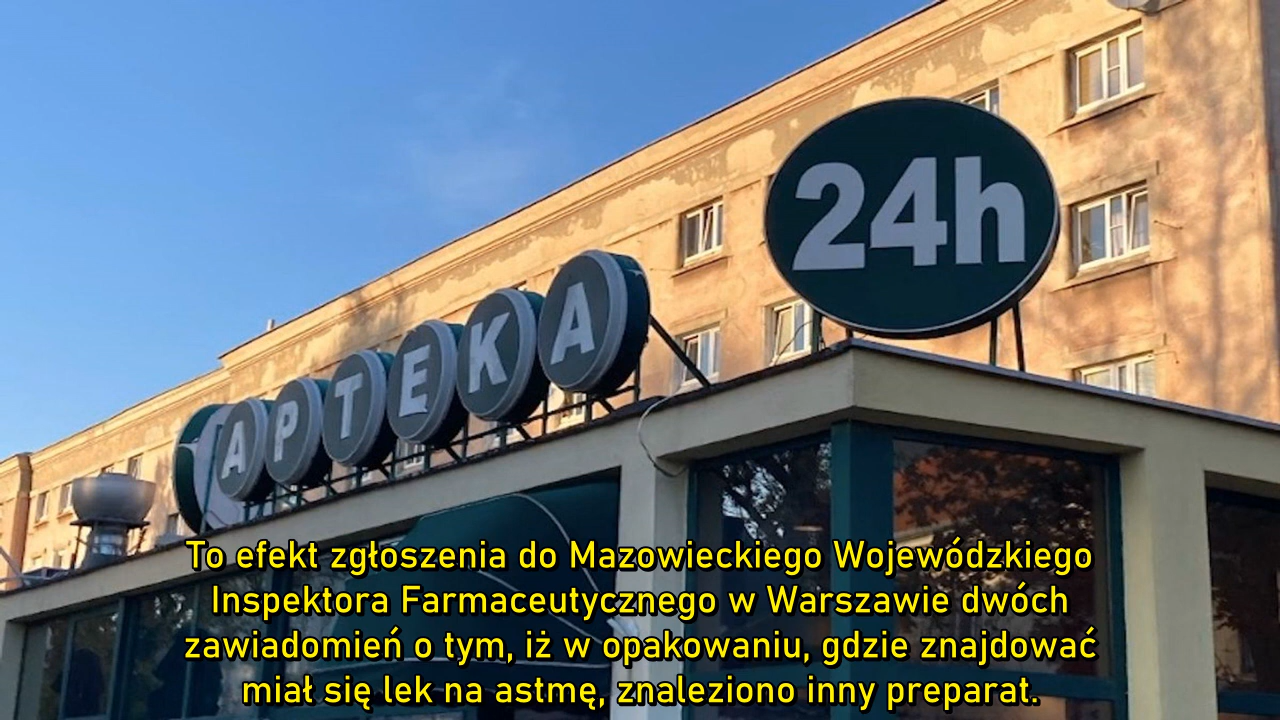 24h
APTEKA
To efekt zgłoszenia do Mazowieckiego Wojewódzkiego
Inspektora Farmaceutycznego w Warszawie dwóch
zawiadomień o tym, iż w opakowaniu, gdzie znajdować
miał się lek na astmę, znaleziono inny preparat.